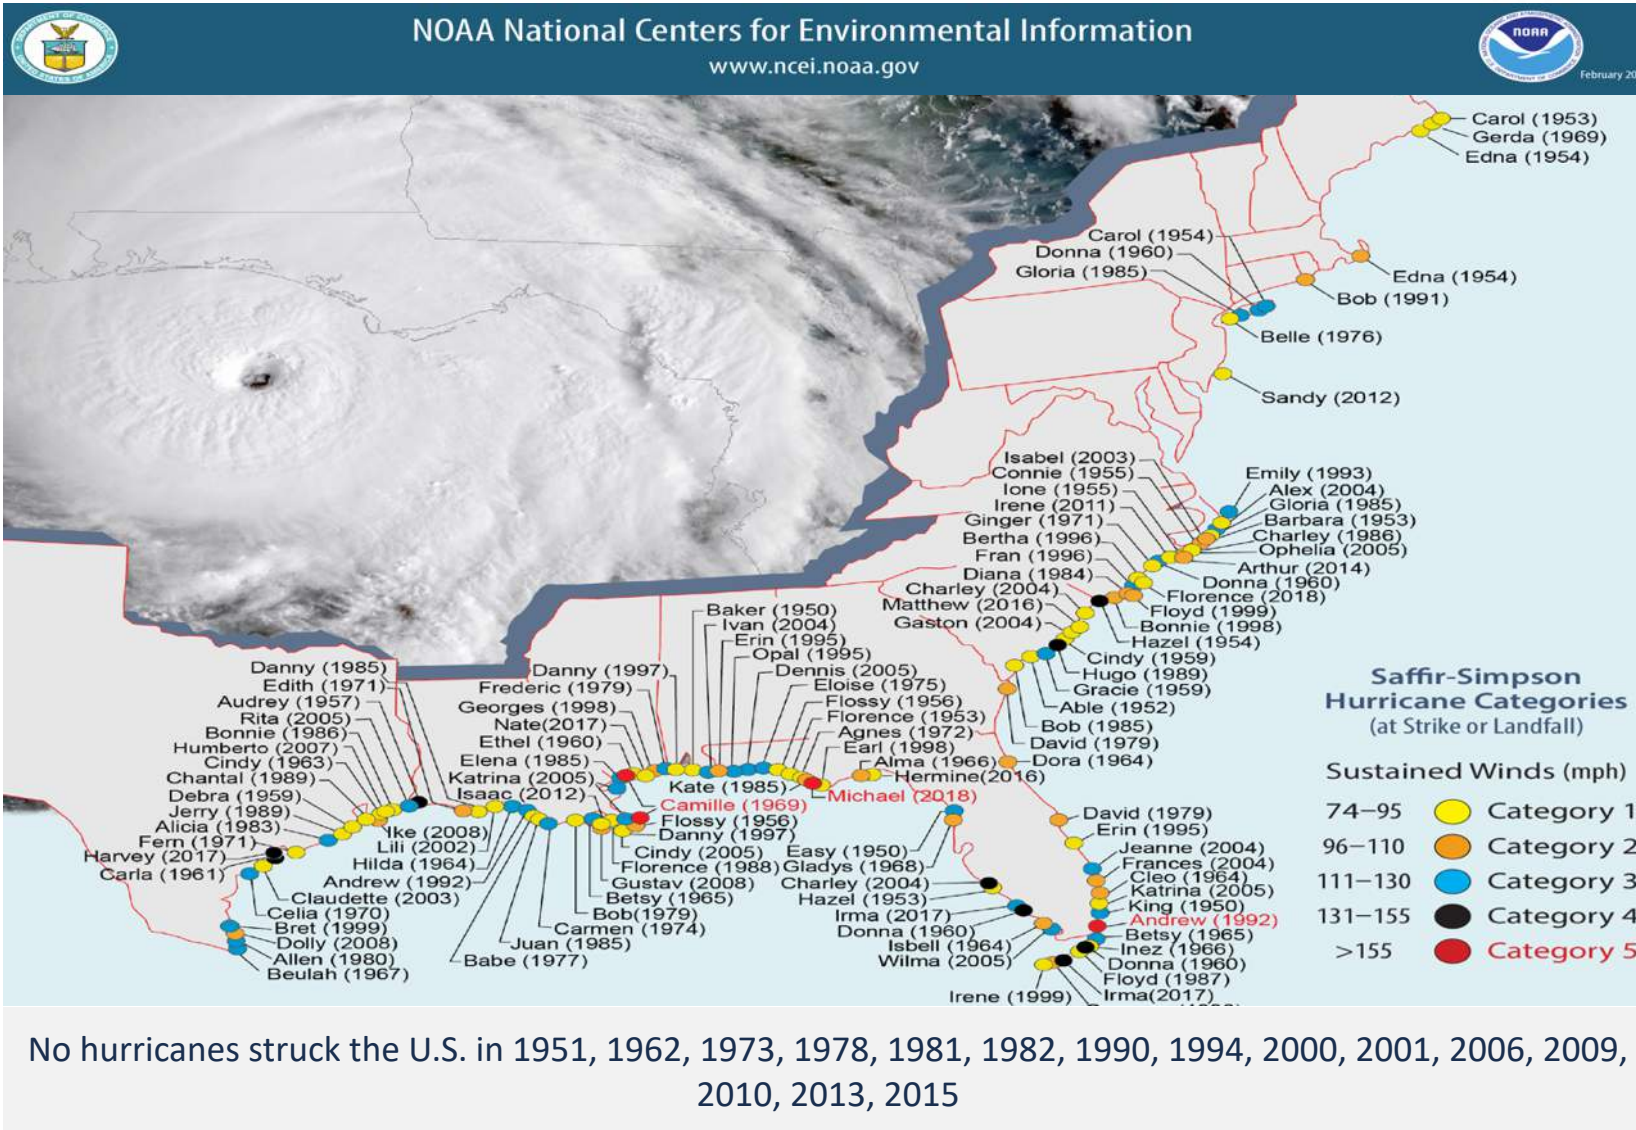 NOAA National Centers for Environmental Information
www.ncei.noaa.gov
NOAA
February 20
Carol (1953)
Gerda (1969)
Edna (1954)
Carol (1954)
Donna (1960)
Gloria (1985)
Edna (1954)
Bob (1991)
Belle (1976)
Sandy (2012)
Isabel (2003)
Connie (1955)
Ione (1955)
Irene (2011)
Ginger (1971)
Bertha (1996)
Fran (1996)
Diana (1984)
Charley (2004)
Matthew (2016)
Gaston (2004)
Emily (1993)
Alex (2004)
Gloria (1985)
Barbara (1953)
Charley (1986)
Ophelia (2005)
Arthur (2014)
Donna (1960)
Florence (2018)
Floyd (1999)
Bonnie (1998)
Hazel (1954)
Cindy (1959)
Hugo (1989)
Gracie (1959)
Able (1952)
Bob (1985)
David (1979)
Dora (1964)
Baker (1950)
Ivan (2004)
Erin (1995)
Opal (1995)
Dennis (2005)
Eloise (1975)
Flossy (1956)
Florence (1953)
Agnes (1972)
Earl (1998)
Alma (1966)
Hermine(2016)
Kate (1985)
Michael (2018)
Danny (1997)
Frederic (1979)
Georges (1998)
Nate(2017)
Ethel (1960)
Elena (1985)
Katrina (2005)
Isaac (2012)
Camille (1969)
Flossy (1956)
Danny (1997)
Cindy (2005)
Florence (1988)
Gustav (2008)
Betsy (1965)
Bob(1979)
Carmen (1974)
Juan (1985)
Babe (1977)
Danny (1985)
Edith (1971)
Audrey (1957)
Rita (2005)
Bonnie (1986)
Humberto (2007)
Cindy (1963)
Chantal (1989)
Debra (1959)
Jerry (1989)
Alicia (1983)
Fern (1971)
Harvey (2017)
Carla (1961)
Ike (2008)
Lili (2002)
Hilda (1964)
Andrew (1992)
Claudette (2003)
Celia (1970)
Bret (1999)
Dolly (2008)
Allen (1980)
Beulah (1967)
Easy (1950)
Gladys (1968)
Charley (2004)
Hazel (1953)
Irma (2017)
Donna (1960)
Isbell (1964)
Wilma (2005)
Irene (1999)
David (1979)
Erin (1995)
Jeanne (2004)
Frances (2004)
Cleo (1964)
Katrina (2005)
King (1950)
Andrew (1992)
Betsy (1965)
Inez (1966)
Donna (1960)
Floyd (1987)
Irma(2017)
Saffir-Simpson
Hurricane Categories
(at Strike or Landfall)
Sustained Winds (mph)
74–95 Category 1
96–110 Category 2
111–130 Category 3
131–155 Category 4
>155 Category 5
No hurricanes struck the U.S. in 1951, 1962, 1973, 1978, 1981, 1982, 1990, 1994, 2000, 2001, 2006, 2009,
2010, 2013, 2015